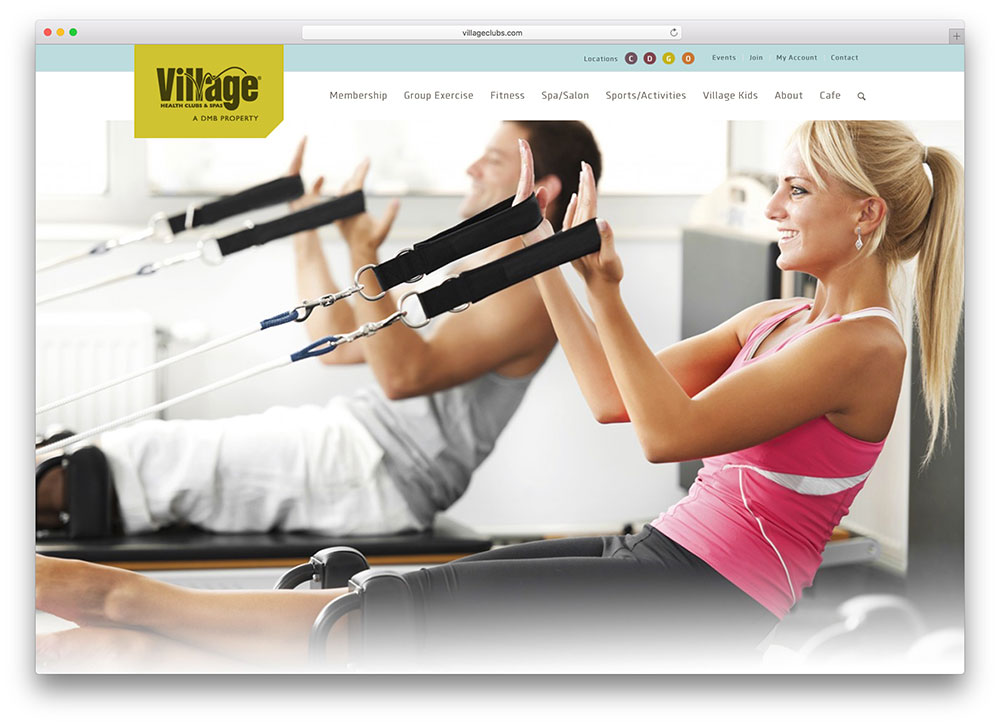 villageclubs.com
Locations C D G O Events Join My Account Contact
Village®
HEALTH CLUBS & SPAS
A DMB PROPERTY
Membership Group Exercise Fitness Spa/Salon Sports/Activities Village Kids About Cafe